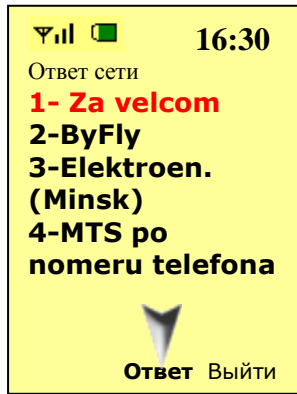 16:30
Ответ сети
1- Za velcom
2-ByFly
3-Elektroen.
(Minsk)
4-MTS po
nomeru telefona
Ответ Выйти